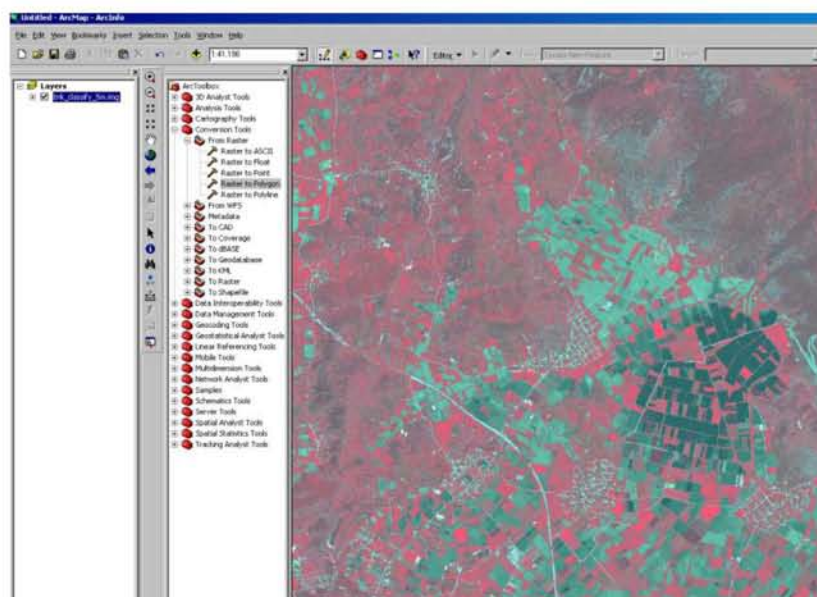 Untitled - ArcMap - ArcInfo
File Edit View Bookmarks Insert Selection Tools Window Help
Editor Create New Feature
Layers
ArcToolbox
3D Analyst Tools
Analysis Tools
Cartography Tools
Conversion Tools
From Raster
Raster to ASCII
Raster to Float
Raster to Point
Raster to Polygon
Raster to Polyline
From WFS
Metadata
To CAD
To Coverage
To dBASE
To Geodatabase
To KML
To Raster
To Shapefile
Data Interoperability Tools
Data Management Tools
Geocoding Tools
Geostatistical Analyst Tools
Linear Referencing Tools
Mobile Tools
Multidimension Tools
Network Analyst Tools
Samples
Schematics Tools
Server Tools
Spatial Analyst Tools
Spatial Statistics Tools
Tracking Analyst Tools